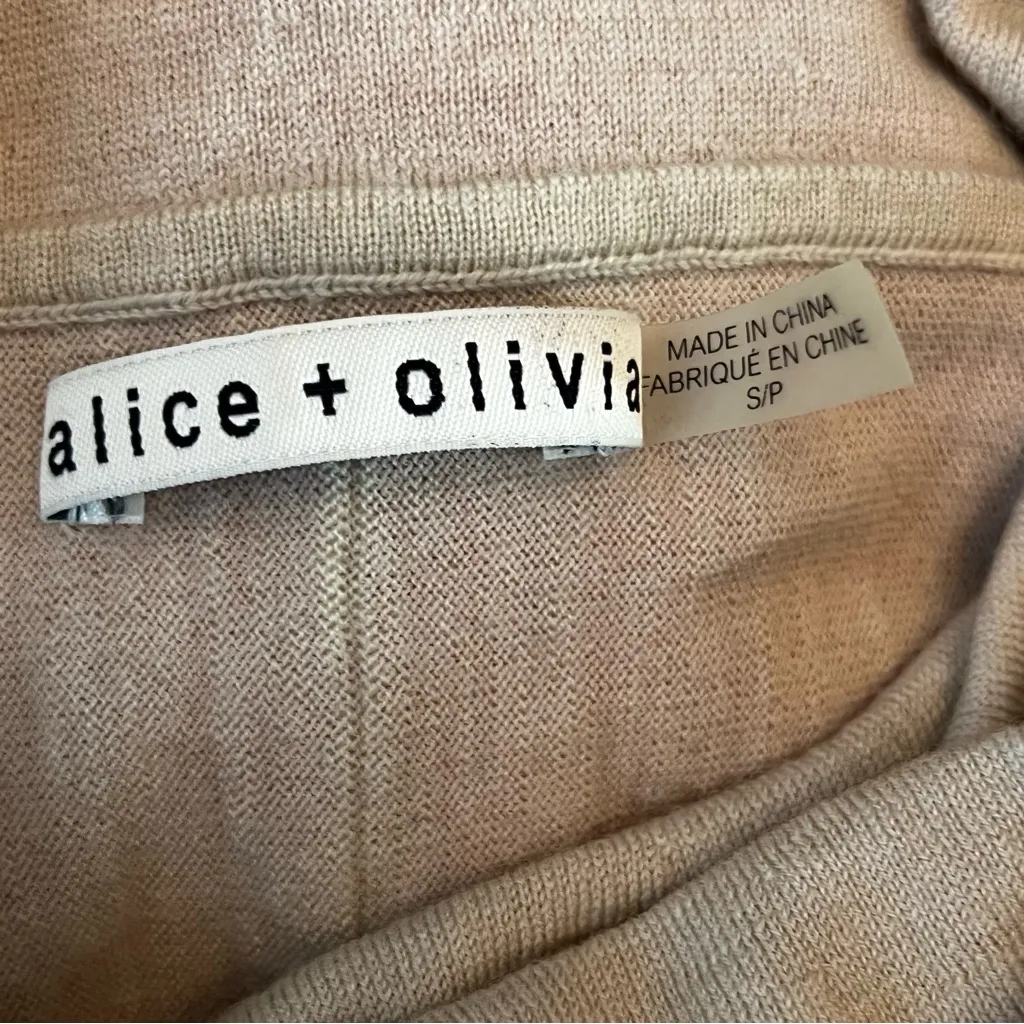 alice + olivia
MADE IN CHINA
FABRIQUÉ EN CHINE
S/P